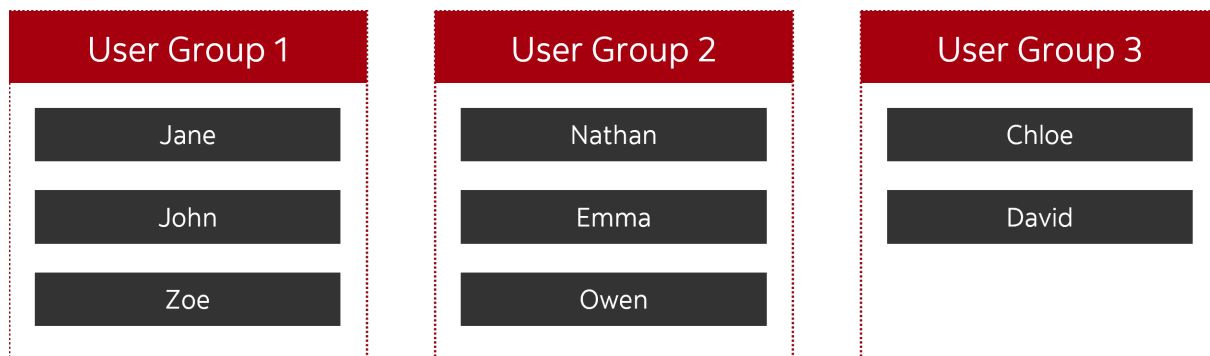 User Group 1
Jane
John
Zoe
User Group 2
Nathan
Emma
Owen
User Group 3
Chloe
David